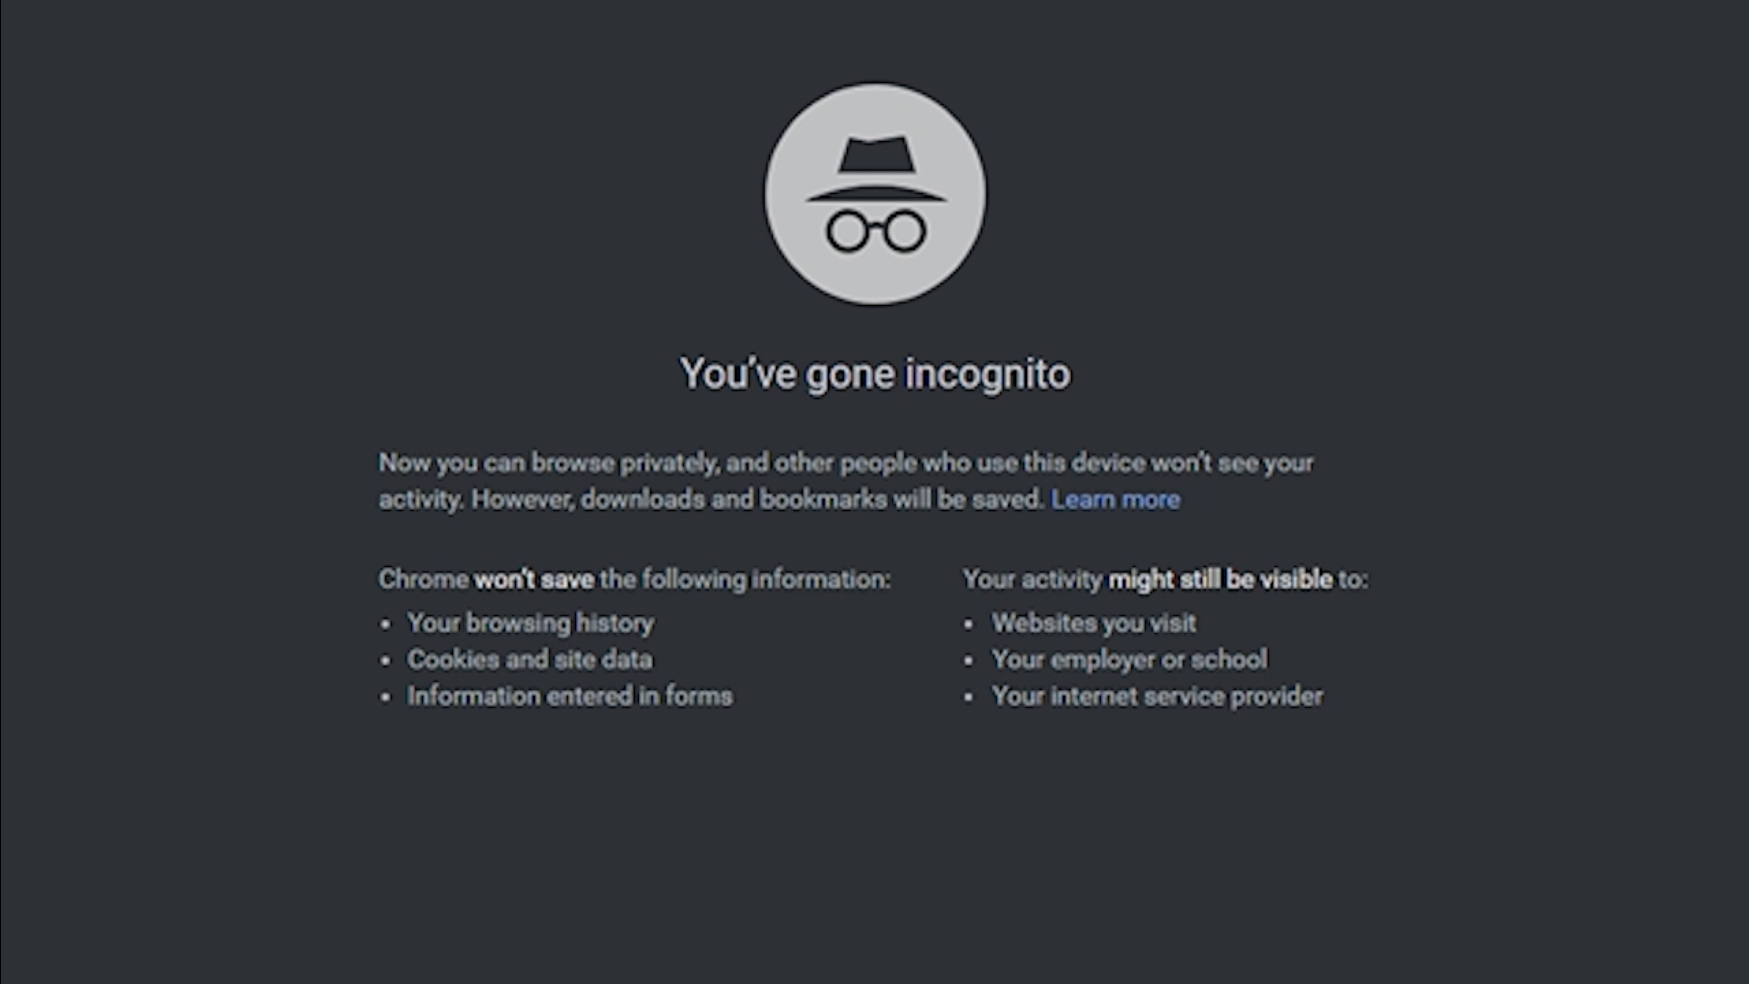 You've gone incognito
Now you can browse privately, and other people who use this device won't see your
activity. However, downloads and bookmarks will be saved. Learn more
Chrome won't save the following information:
• Your browsing history
• Cookies and site data
• Information entered in forms
Your activity might still be visible to:
• Websites you visit
• Your employer or school
• Your internet service provider